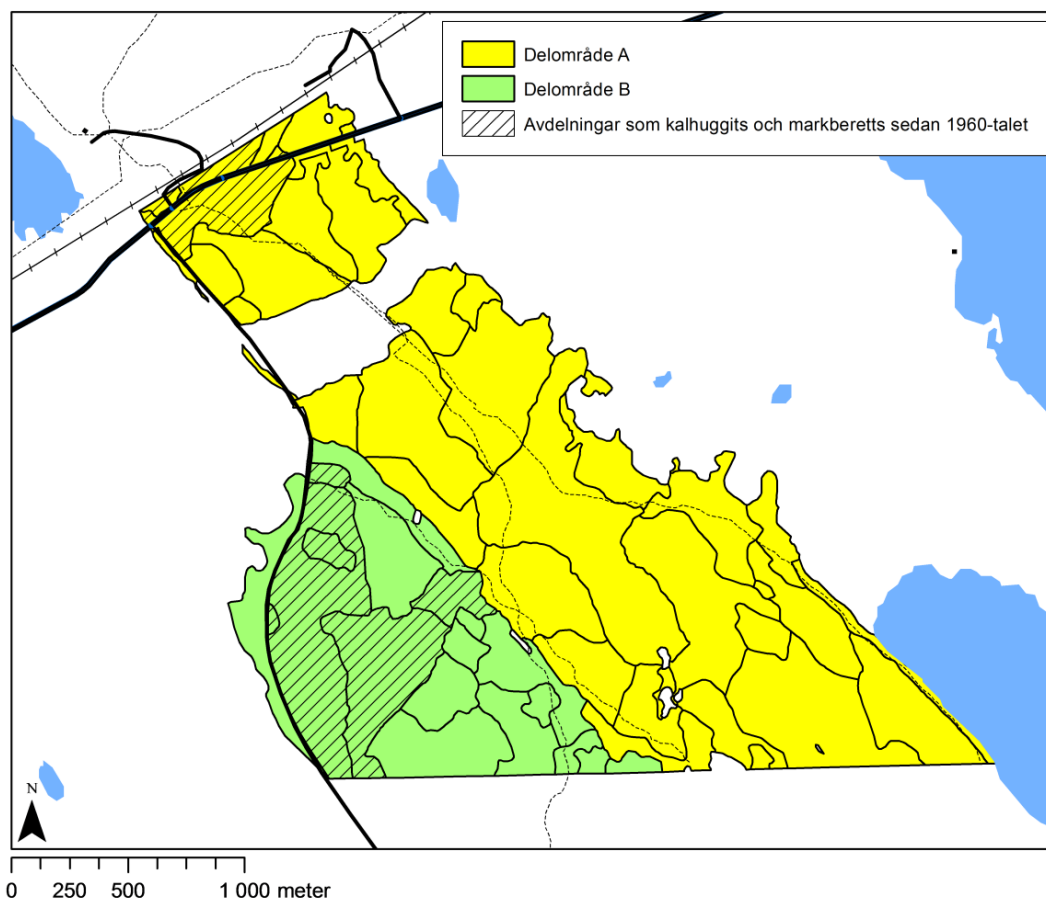 Delområde A
Delområde B
Avdelningar som kalhuggits och markberetts sedan 1960-talet
N
0 250 500 1 000 meter